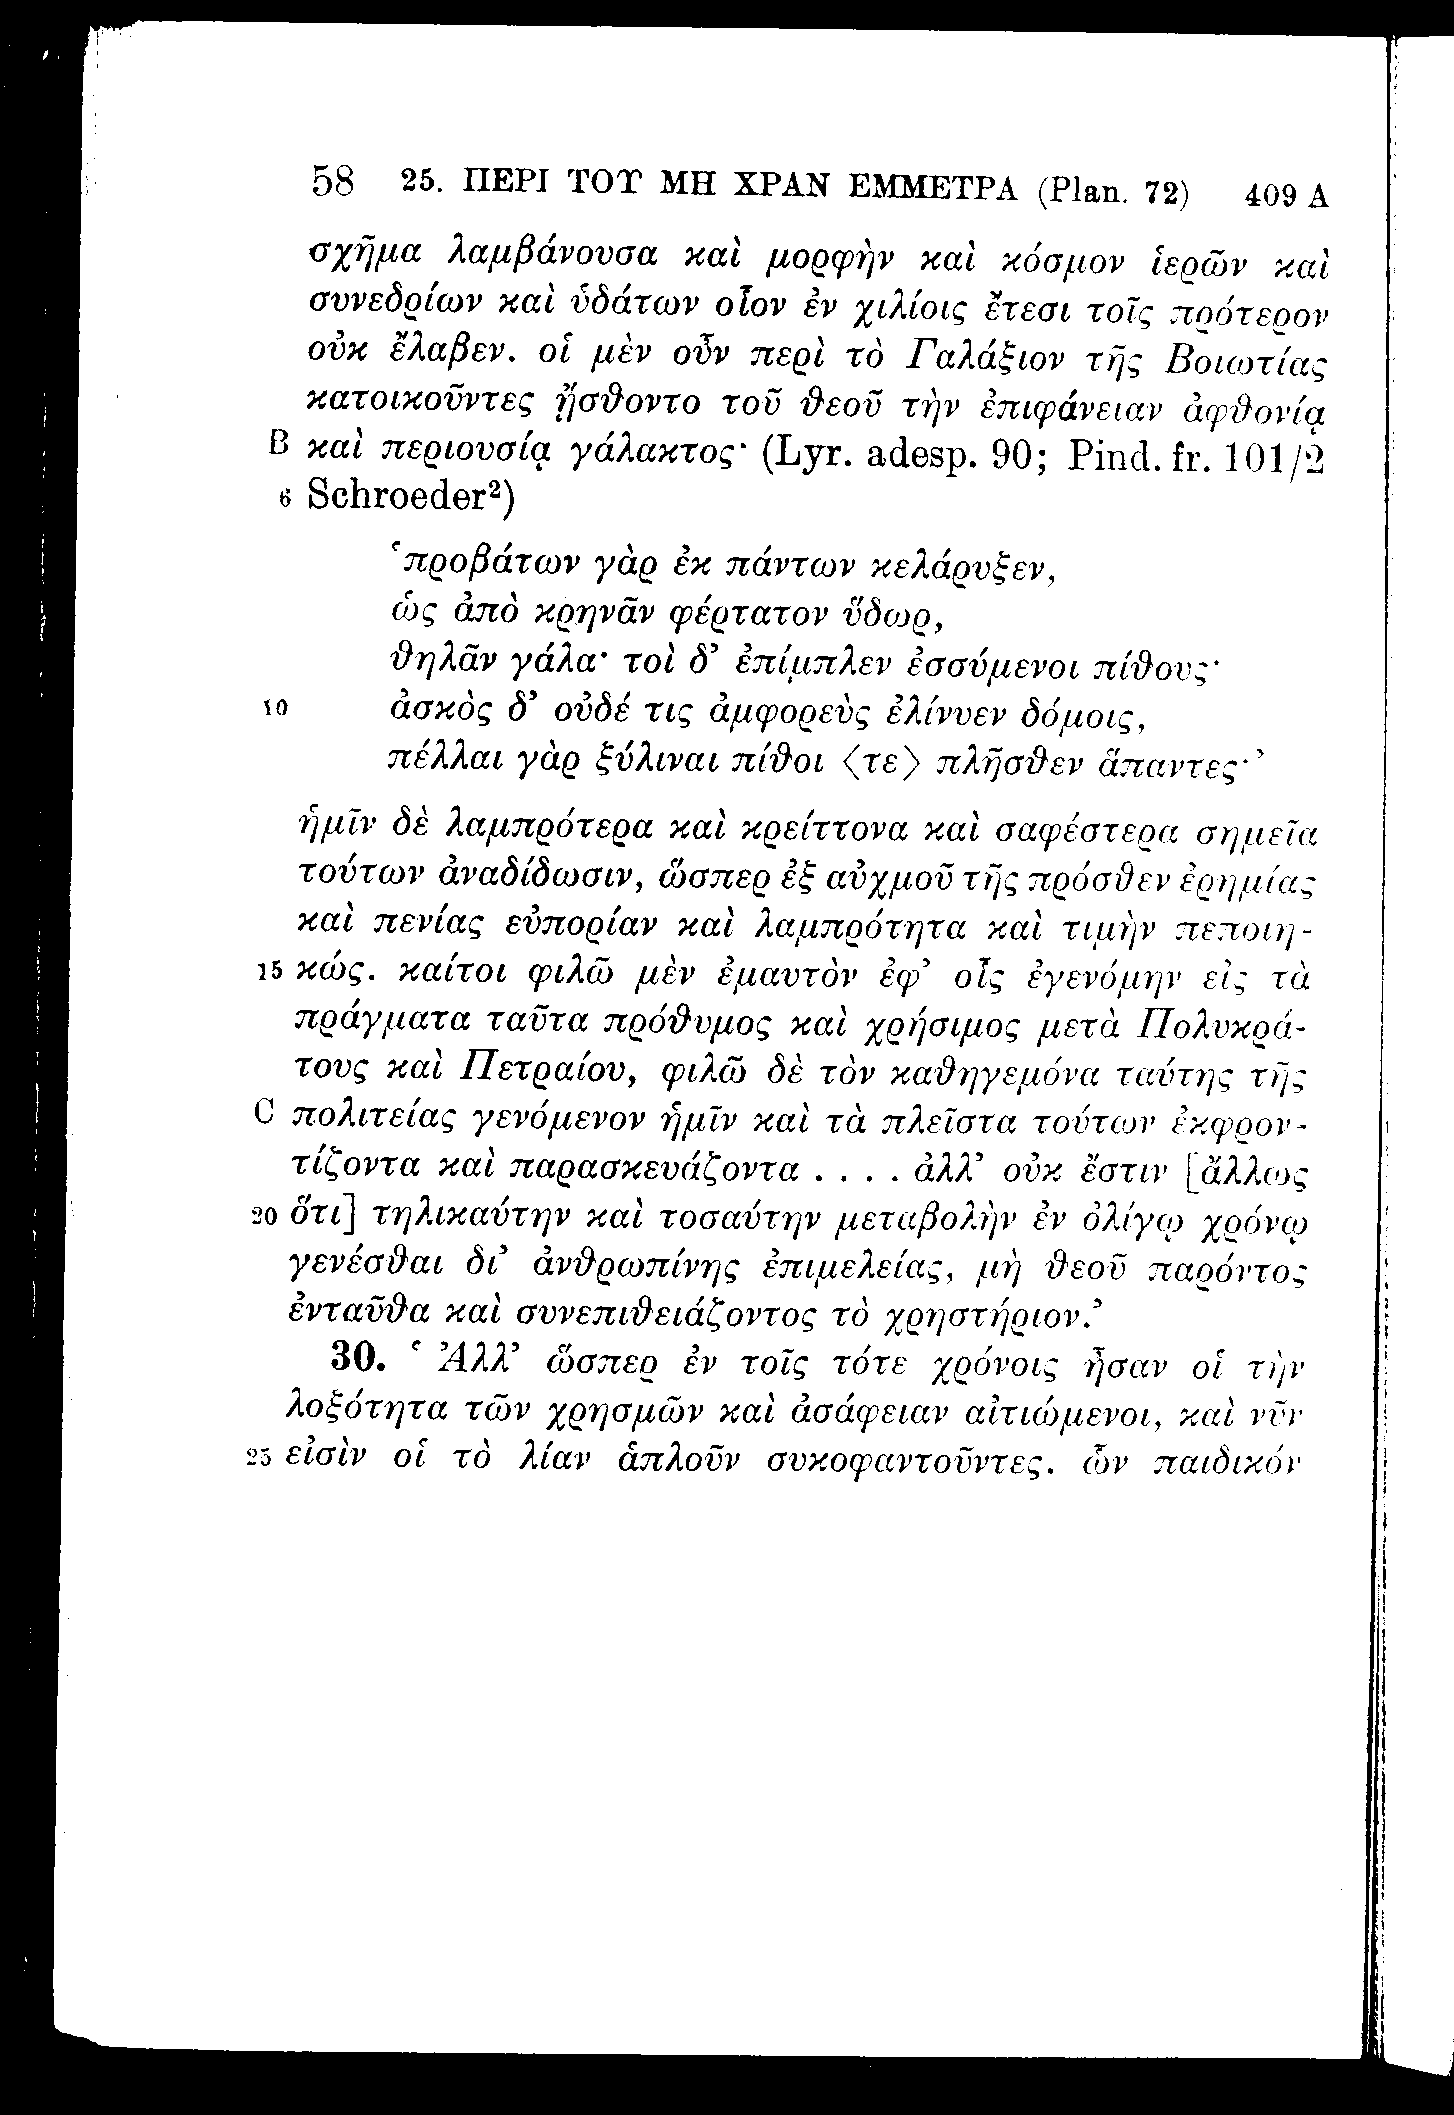 58 25. ΠΕΡΙ ΤΟΥ ΜΗ ΧΡΑΝ ΕΜΜΕΤΡΑ (Plan. 72) 409 A
σχῆμα λαμβάνουσα καὶ μορφὴν καὶ κόσμον ἱερῶν καὶ
συνεδρίων καὶ ὑδάτων οἷον ἐν χιλίοις ἔτεσι τοῖς πρότερον
οὐκ ἔλαβεν. οἱ μὲν οὖν περὶ τὸ Γαλάξιον τῆς Βοιωτίας
κατοικοῦντες ᾔσθοντο τοῦ θεοῦ τὴν ἐπιφάνειαν ἀφθονίᾳ
B καὶ περιουσίᾳ γάλακτος· (Lyr. adesp. 90; Pind. fr. 101/2
6 Schroeder²)
‘προβάτων γὰρ ἐκ πάντων κελάρυξεν,
ὡς ἀπὸ κρηνᾶν φέρτατον ὕδωρ,
θηλᾶν γάλα· τοὶ δ’ ἐπίμπλεν ἐσσύμενοι πίθους·
10 ἀσκὸς δ’ οὐδέ τις ἀμφορεὺς ἐλίνυεν δόμοις,
πέλλαι γὰρ ξύλιναι πίθοι ⟨τε⟩ πλῆσθεν ἅπαντες·’
ἡμῖν δὲ λαμπρότερα καὶ κρείττονα καὶ σαφέστερα σημεῖα
τούτων ἀναδίδωσιν, ὥσπερ ἐξ αὐχμοῦ τῆς πρόσθεν ἐρημίας
καὶ πενίας εὐπορίαν καὶ λαμπρότητα καὶ τιμὴν πεποιη-
15 κώς. καίτοι φιλῶ μὲν ἐμαυτὸν ἐφ’ οἷς ἐγενόμην εἰς τὰ
πράγματα ταῦτα πρόθυμος καὶ χρήσιμος μετὰ Πολυκρά-
τους καὶ Πετραίου, φιλῶ δὲ τὸν καθηγεμόνα ταύτης τῆς
C πολιτείας γενόμενον ἡμῖν καὶ τὰ πλεῖστα τούτων ἐκφρον-
τίζοντα καὶ παρασκευάζοντα . . . . ἀλλ’ οὐκ ἔστιν [ἄλλως
20 ὅτι] τηλικαύτην καὶ τοσαύτην μεταβολὴν ἐν ὀλίγῳ χρόνῳ
γενέσθαι δι’ ἀνθρωπίνης ἐπιμελείας, μὴ θεοῦ παρόντος
ἐνταῦθα καὶ συνεπιθειάζοντος τὸ χρηστήριον.’
30. ‘ Ἀλλ’ ὥσπερ ἐν τοῖς τότε χρόνοις ἦσαν οἱ τὴν
λοξότητα τῶν χρησμῶν καὶ ἀσάφειαν αἰτιώμενοι, καὶ νῦν
25 εἰσὶν οἱ τὸ λίαν ἁπλοῦν συκοφαντοῦντες. ὧν παιδικόν